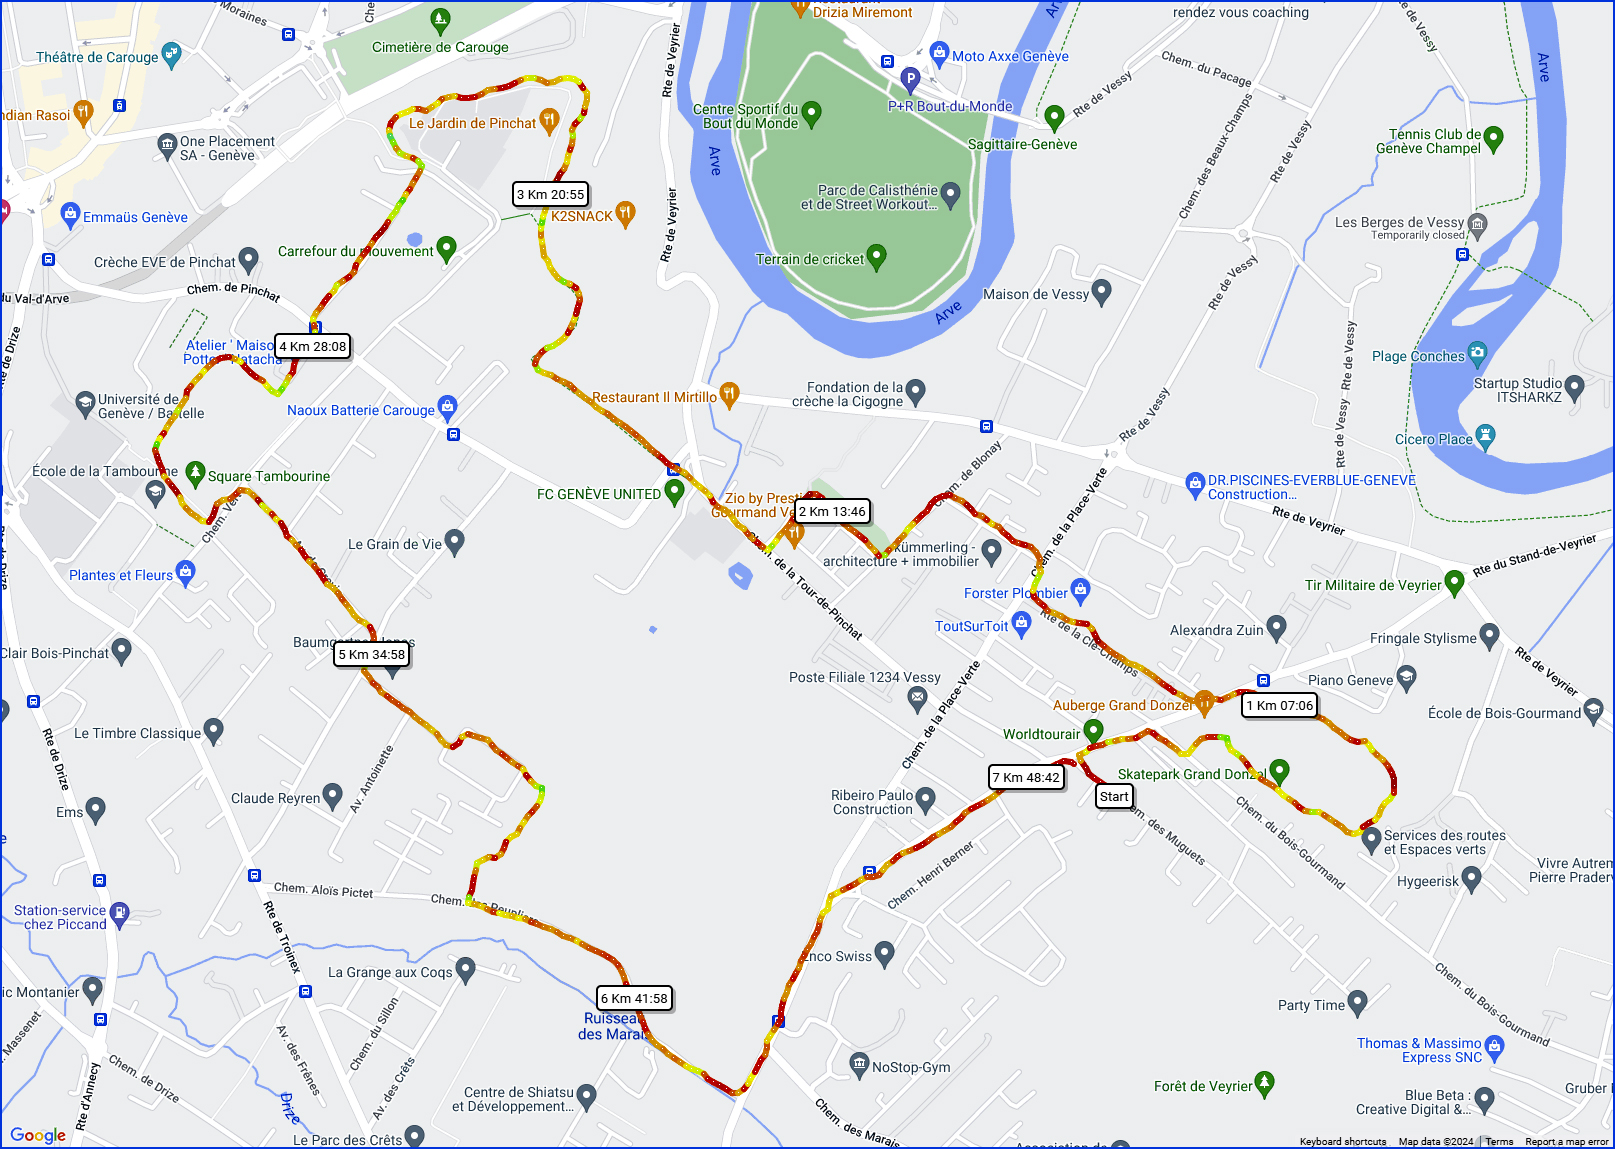 Moraines
Théâtre de Carouge
Cimetière de Carouge
Rte de Veyrier
Drizia Miremont
rendez vous coaching
Moto Axxe Genève
P+R Bout-du-Monde
Chem. du Pacage
Rte de Vessy
de Vessy
Arve
ndian Rasoi
One Placement
SA - Genève
Le Jardin de Pinchat
Centre Sportif du
Bout du Monde
Sagittaire-Genève
Chem. des Beaux-Champs
Rte de Vessy
Tennis Club de
Genève Champel
Arve
3 Km 20:55
K2SNACK
Parc de Calisthénie
et de Street Workout...
Les Berges de Vessy
Temporarily closed
Emmaüs Genève
Carrefour du mouvement
Rte de Veyrier
Terrain de cricket
Crèche EVE de Pinchat
Chem. de Pinchat
du Val-d'Arve
Maison de Vessy
Rte de Vessy
Arve
4 Km 28:08
Atelier ' Maiso
Potte
atacha
Plage Conches
Rte de Vessy
Rte de Vessy
Startup Studio
ITSHARKZ
Université de
Genève / Battelle
Naoux Batterie Carouge
Restaurant Il Mirtillo
Fondation de la
crèche la Cigogne
Rte de Vessy
Cicero Place
École de la Tambourine
Square Tambourine
FC GENÈVE UNITED
Zio by Presti
Gourmand Ve
2 Km 13:46
Chem. de Blonay
Chem. de la Place-Verte
DR.PISCINES-EVERBLUE-GENEVE
Construction...
Rte de Veyrier
Rte du Stand-de-Veyrier
Le Grain de Vie
Chem. de la Tour-de-Pinchat
kümmerling -
architecture + immobilier
Plantes et Fleurs
Forster Plombier
ToutSurToit
Rte de la Clé-Champs
Tir Militaire de Veyrier
Alexandra Zuin
Fringale Stylisme
Rte de Veyrier
Clair Bois-Pinchat
5 Km 34:58
Poste Filiale 1234 Vessy
Piano Geneve
Auberge Grand Donzel
1 Km 07:06
École de Bois-Gourmand
Le Timbre Classique
Rte de Drize
Chem. de la Place-Verte
Worldtourair
7 Km 48:42
Start
Skatepark Grand Donzel
Av. Antoinette
Claude Reyren
Ems
Ribeiro Paulo
Construction
em. des Muguets
Chem. du Bois-Gourmand
Services des routes
et Espaces verts
Vivre Autrem
Pierre Prader
Hygeerisk
Chem. Henri Berner
Chem. Aloïs Pictet
Station-service
chez Piccand
Rte de Troinex
Enco Swiss
La Grange aux Coqs
6 Km 41:58
Ruisseau
des Marais
ic Montanier
Massenet
Chem. du Sillon
Av. des Frênes
Chem. de Drize
Rte d'Annecy
Av. des Crêts
Drize
Centre de Shiatsu
et Développement...
NoStop-Gym
Chem. des Marais
Party Time
Chem. du Bois-Gourmand
Thomas & Massimo
Express SNC
Forêt de Veyrier
Blue Beta :
Creative Digital &...
Gruber
Le Parc des Crêts
Google
Keyboard shortcuts
Map data ©2024
Terms
Report a map error